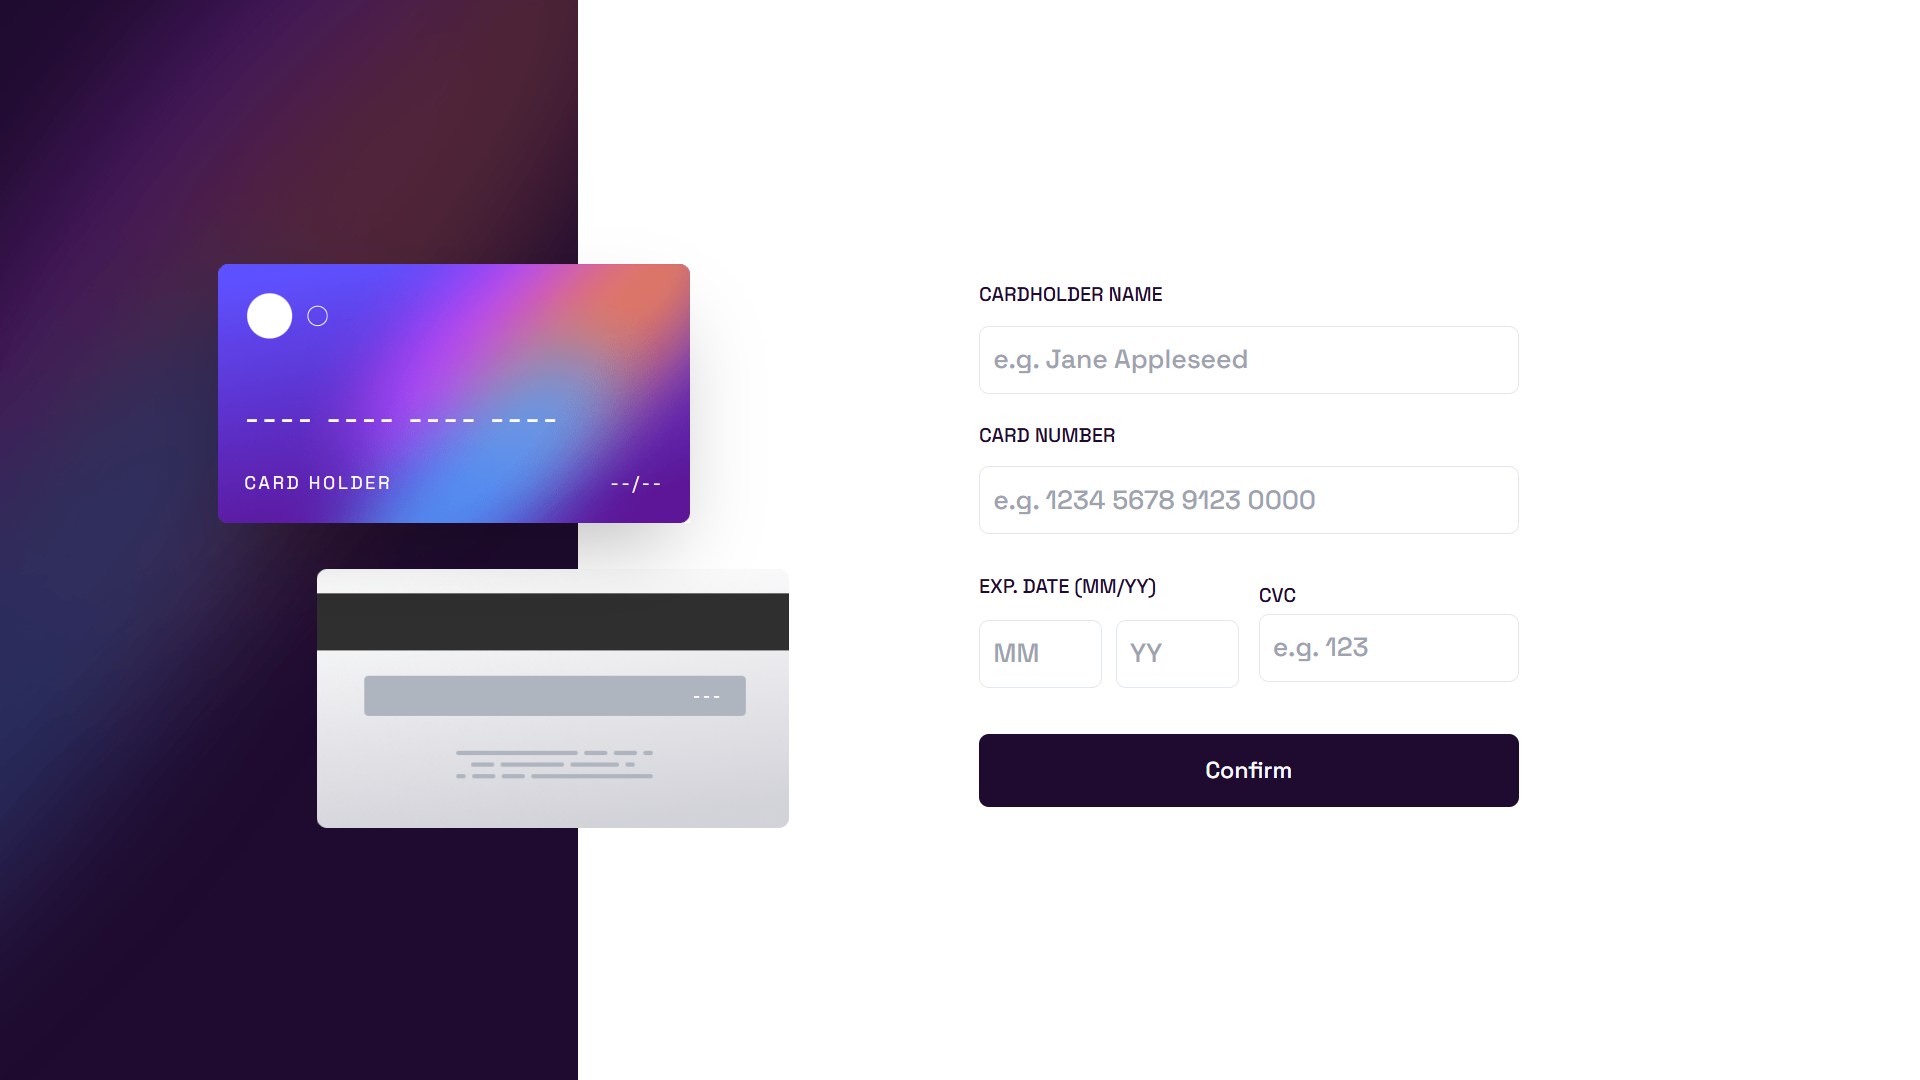 ---- ---- ---- ----
CARD HOLDER
--/--
---
CARDHOLDER NAME
e.g. Jane Appleseed
CARD NUMBER
e.g. 1234 5678 9123 0000
EXP. DATE (MM/YY)
MM
YY
CVC
e.g. 123
Confirm